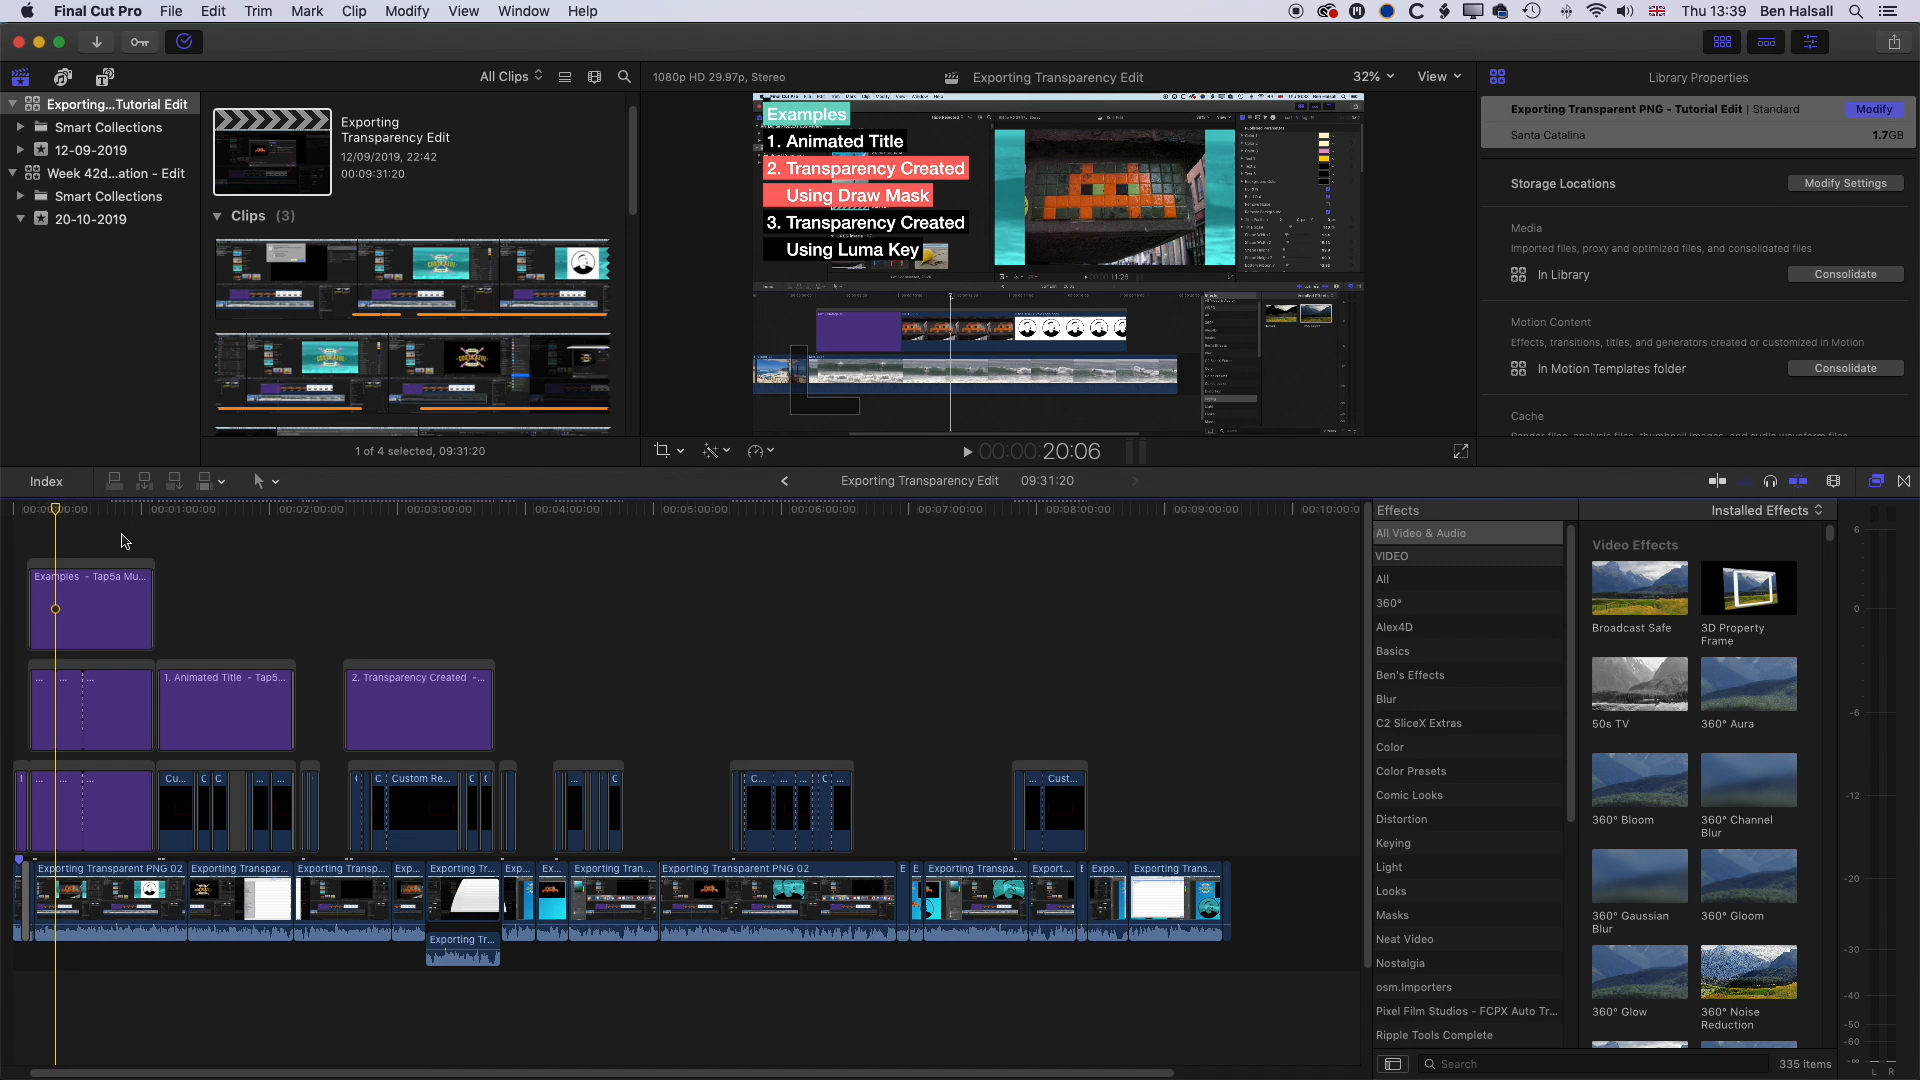 Final Cut Pro File Edit Trim Mark Clip Modify View Window Help
Thu 13:39 Ben Halsall
All Clips
1080p HD 29.97p, Stereo
Exporting Transparency Edit
32%
View
Library Properties
Exporting...Tutorial Edit
Smart Collections
12-09-2019
Week 42d...ation - Edit
Smart Collections
20-10-2019
Exporting
Transparency Edit
12/09/2019, 22:42
00:09:31:20
Clips (3)
1 of 4 selected, 09:31:20
Examples
1. Animated Title
2. Transparency Created
Using Draw Mask
3. Transparency Created
Using Luma Key
00:00:00:20:06
Exporting Transparent PNG - Tutorial Edit | Standard
Modify
Santa Catalina
1.7GB
Storage Locations
Modify Settings
Media
Imported files, proxy and optimized files, and consolidated files
In Library
Consolidate
Motion Content
Effects, transitions, titles, and generators created or customized in Motion
In Motion Templates folder
Consolidate
Cache
Index
Exporting Transparency Edit 09:31:20
00:01:00:00
00:02:00:00
00:03:00:00
00:04:00:00
00:05:00:00
00:06:00:00
00:07:00:00
00:08:00:00
00:09:00:00
00:10:00:0
Examples - Tap5a Mu...
1. Animated Title - Tap5...
2. Transparency Created -...
Cu... C C
C Custom Re... C
C...
Cust...
Exporting Transparent PNG 02
Exporting Transpar...
Exporting Transp...
Exp...
Exporting Tr...
Exp...
Ex...
Exporting Tran...
Exporting Transparent PNG 02
E
E
Exporting Transpa...
Export...
E
Expo...
Exporting Trans...
Exporting Tr...
Effects
Installed Effects
All Video & Audio
VIDEO
All
360°
Alex4D
Basics
Ben's Effects
Blur
C2 SliceX Extras
Color
Color Presets
Comic Looks
Distortion
Keying
Light
Looks
Masks
Neat Video
Nostalgia
osm.Importers
Pixel Film Studios - FCPX Auto Tr...
Ripple Tools Complete
Video Effects
Broadcast Safe
3D Property
Frame
50s TV
360° Aura
360° Bloom
360° Channel
Blur
360° Gaussian
Blur
360° Gloom
360° Glow
360° Noise
Reduction
Search
335 items
6
0
-6
-12
-20
-30
-40
-50
-60
-∞
L R